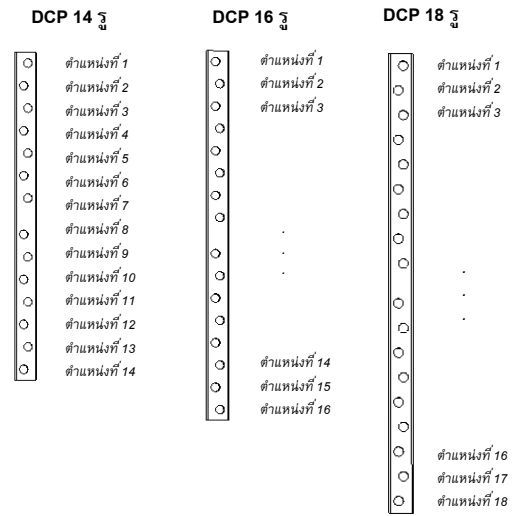 DCP 14 รู
ตำแหน่งที่ 1
ตำแหน่งที่ 2
ตำแหน่งที่ 3
ตำแหน่งที่ 4
ตำแหน่งที่ 5
ตำแหน่งที่ 6
ตำแหน่งที่ 7
ตำแหน่งที่ 8
ตำแหน่งที่ 9
ตำแหน่งที่ 10
ตำแหน่งที่ 11
ตำแหน่งที่ 12
ตำแหน่งที่ 13
ตำแหน่งที่ 14
DCP 16 รู
ตำแหน่งที่ 1
ตำแหน่งที่ 2
ตำแหน่งที่ 3
.
.
.
ตำแหน่งที่ 14
ตำแหน่งที่ 15
ตำแหน่งที่ 16
DCP 18 รู
ตำแหน่งที่ 1
ตำแหน่งที่ 2
ตำแหน่งที่ 3
.
.
.
ตำแหน่งที่ 16
ตำแหน่งที่ 17
ตำแหน่งที่ 18